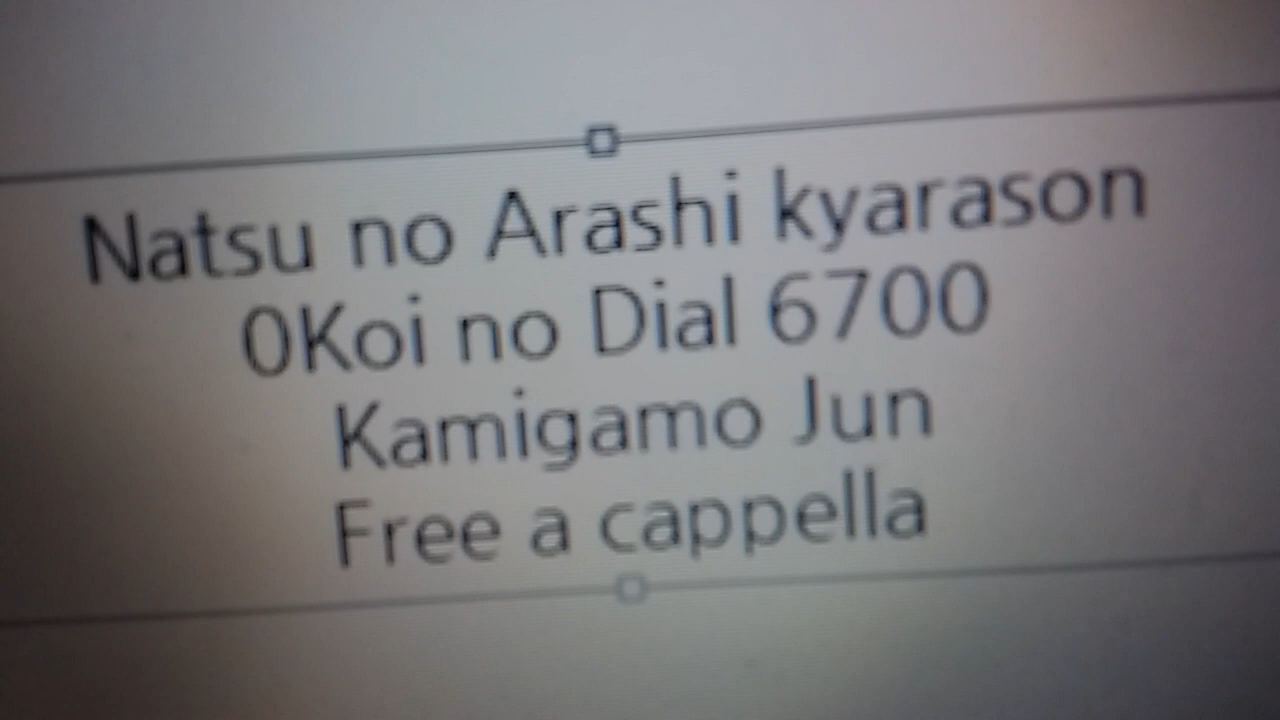 Natsu no Arashi kyarason
0Koi no Dial 6700
Kamigamo Jun
Free a cappella